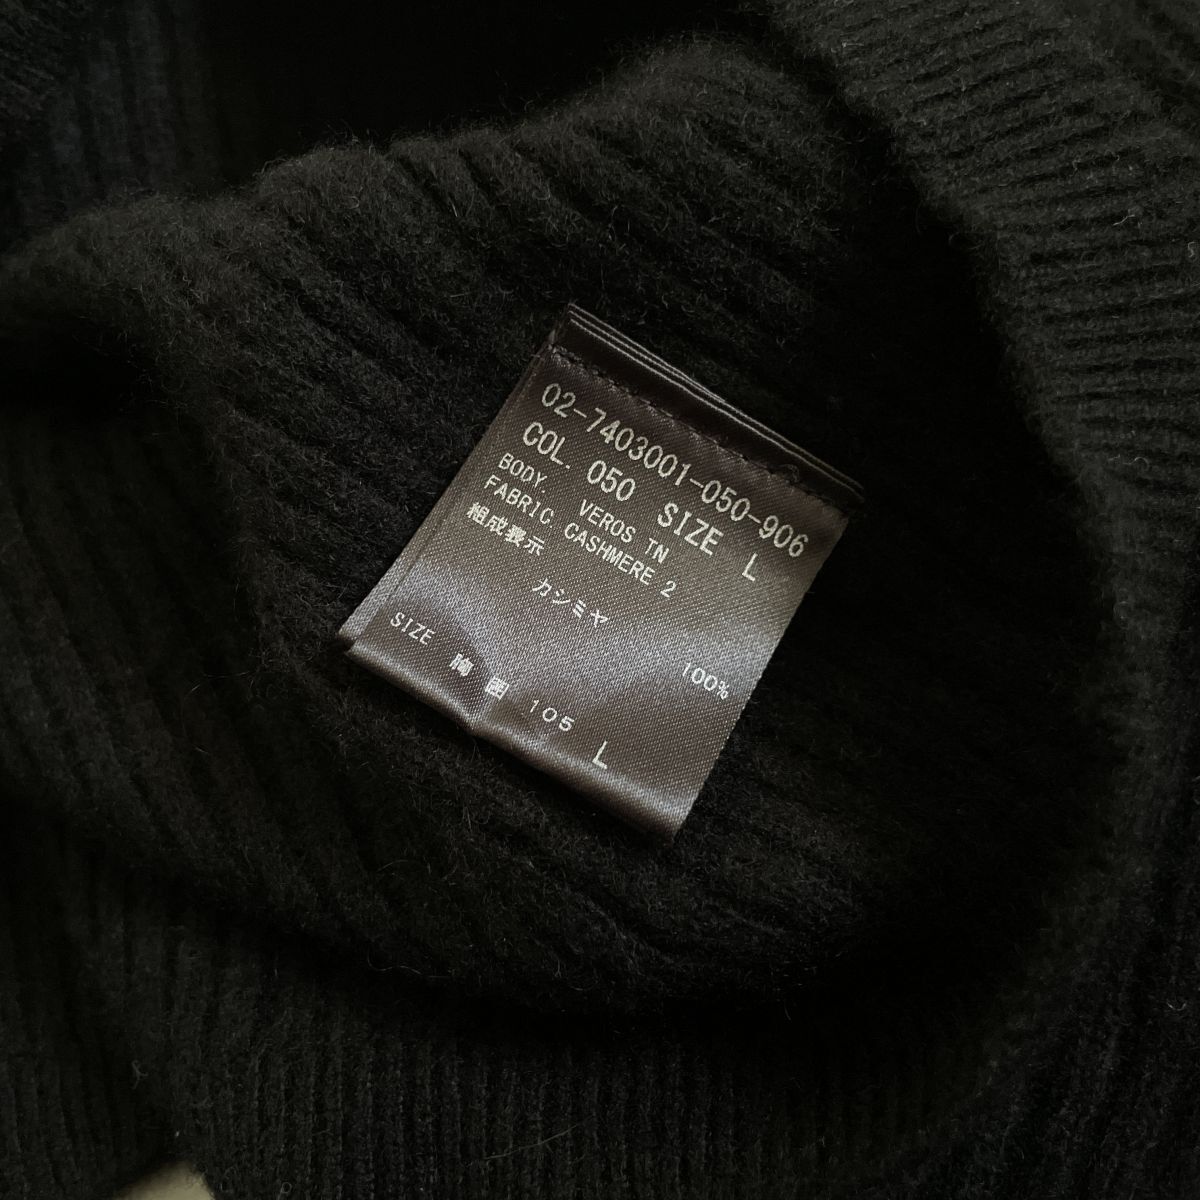 02-7403001-050-906
COL. 050 SIZE L
BODY. VEROS TN
FABRIC CASHMERE 2
組成表示
カシミヤ 100%
SIZE 胸囲 105 L